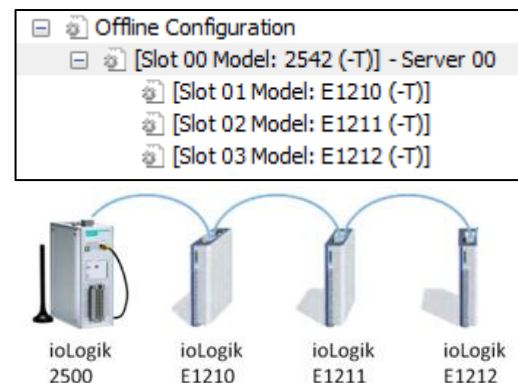 Offline Configuration
[Slot 00 Model: 2542 (-T)] - Server 00
[Slot 01 Model: E1210 (-T)]
[Slot 02 Model: E1211 (-T)]
[Slot 03 Model: E1212 (-T)]
ioLogik 2500
ioLogik E1210
ioLogik E1211
ioLogik E1212